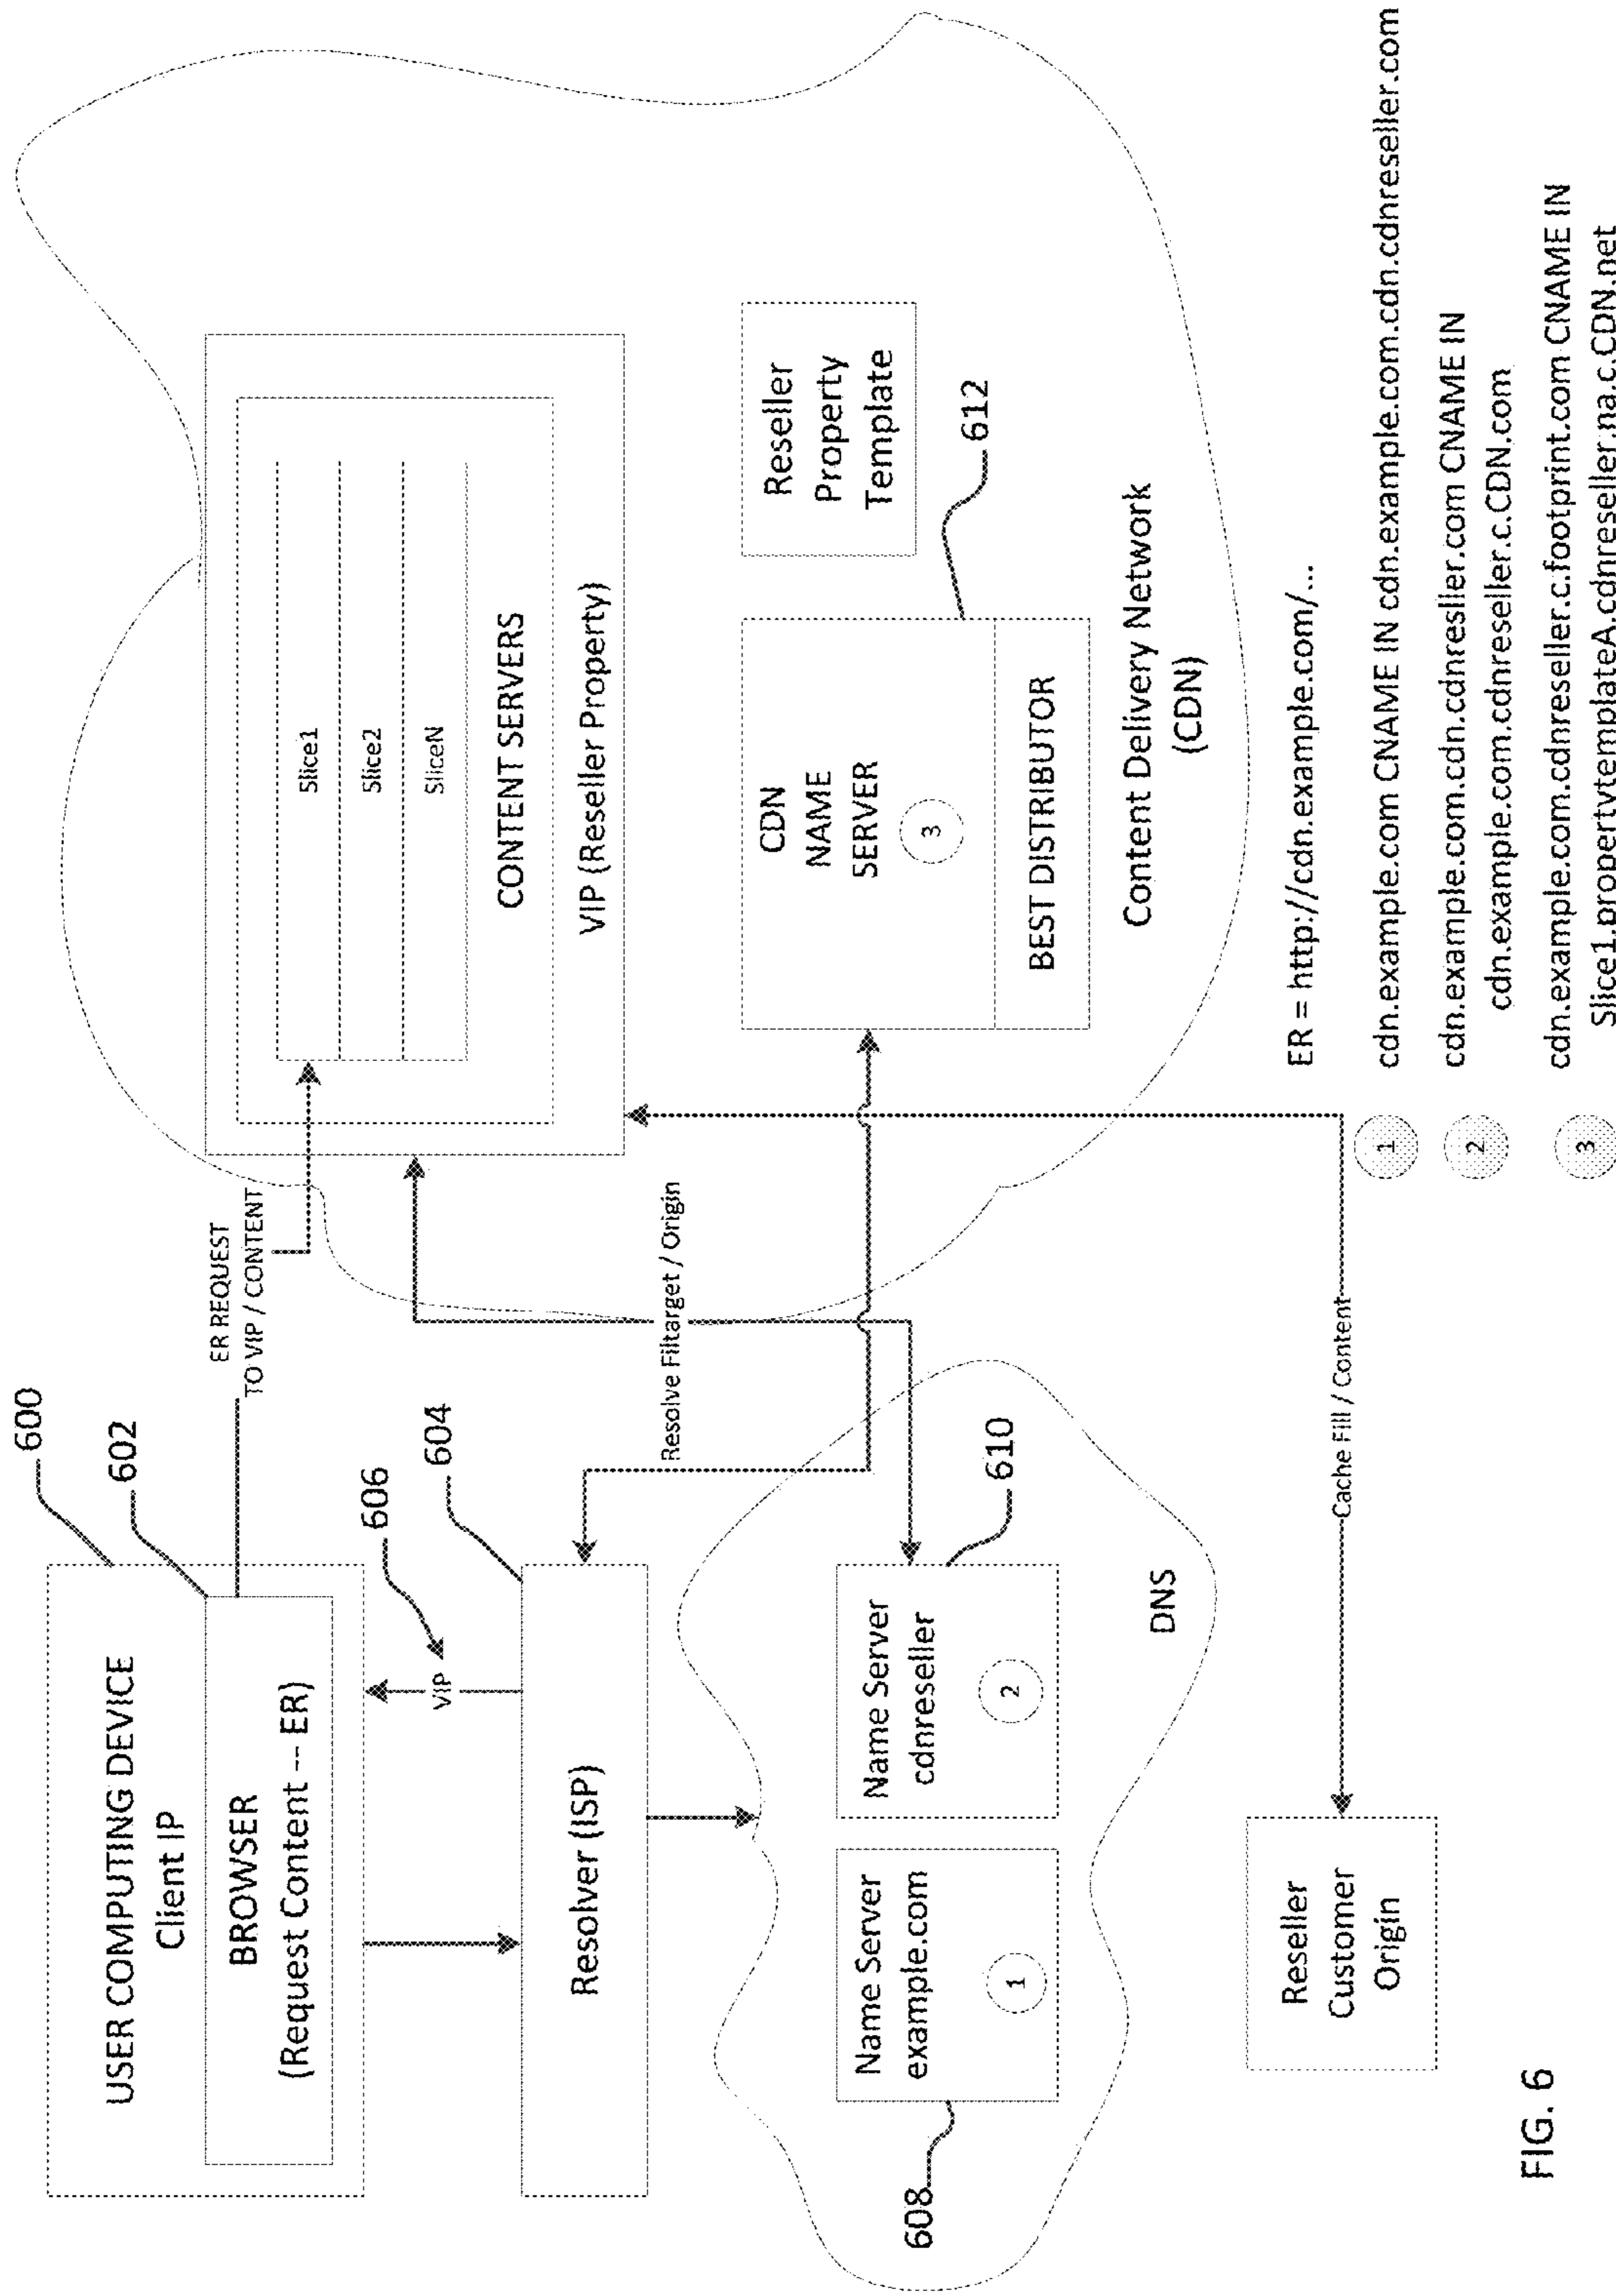 600
USER COMPUTING DEVICE
Client IP
602
BROWSER
(Request Content -- ER)
ER REQUEST
TO VIP / CONTENT
606
VIP
604
Resolver (ISP)
Slice1
Slice2
SliceN
CONTENT SERVERS
VIP (Reseller Property)
Resolve Filtarget / Origin
608
Name Server
example.com
1
Name Server
cdnreseller
2
610
DNS
CDN
NAME
SERVER
3
BEST DISTRIBUTOR
612
Reseller
Property
Template
Content Delivery Network
(CDN)
Reseller
Customer
Origin
Cache Fill / Content
ER = http://cdn.example.com/...
1 cdn.example.com CNAME IN cdn.example.com.cdn.cdnreseller.com
2 cdn.example.com.cdn.cdnresller.com CNAME IN
cdn.example.com.cdnreseller.c.CDN.com
3 cdn.example.com.cdnreseller.c.footprint.com CNAME IN
Slice1.propertytemplateA.cdnreseller.na.c.CDN.net
FIG. 6